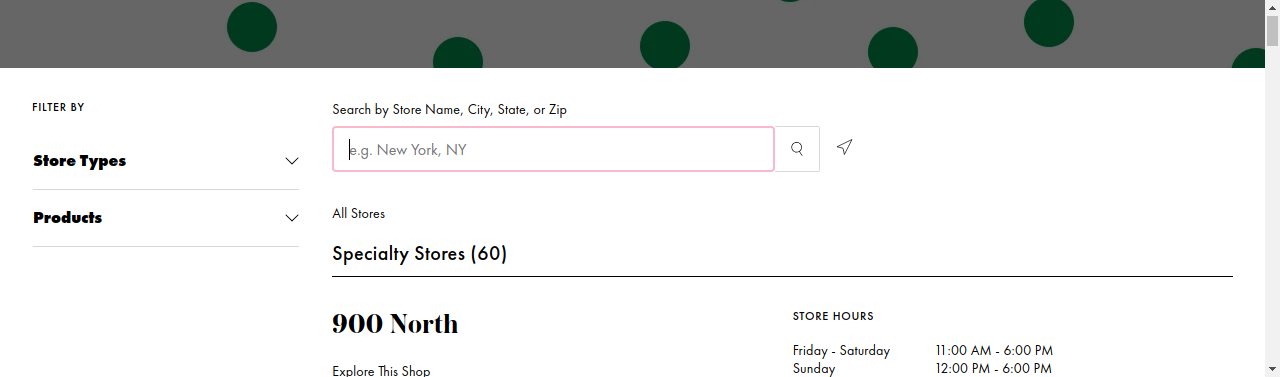 FILTER BY
Store Types
Products
Search by Store Name, City, State, or Zip
e.g. New York, NY
All Stores
Specialty Stores (60)
900 North
Explore This Shop
STORE HOURS
Friday - Saturday 11:00 AM - 6:00 PM
Sunday 12:00 PM - 6:00 PM